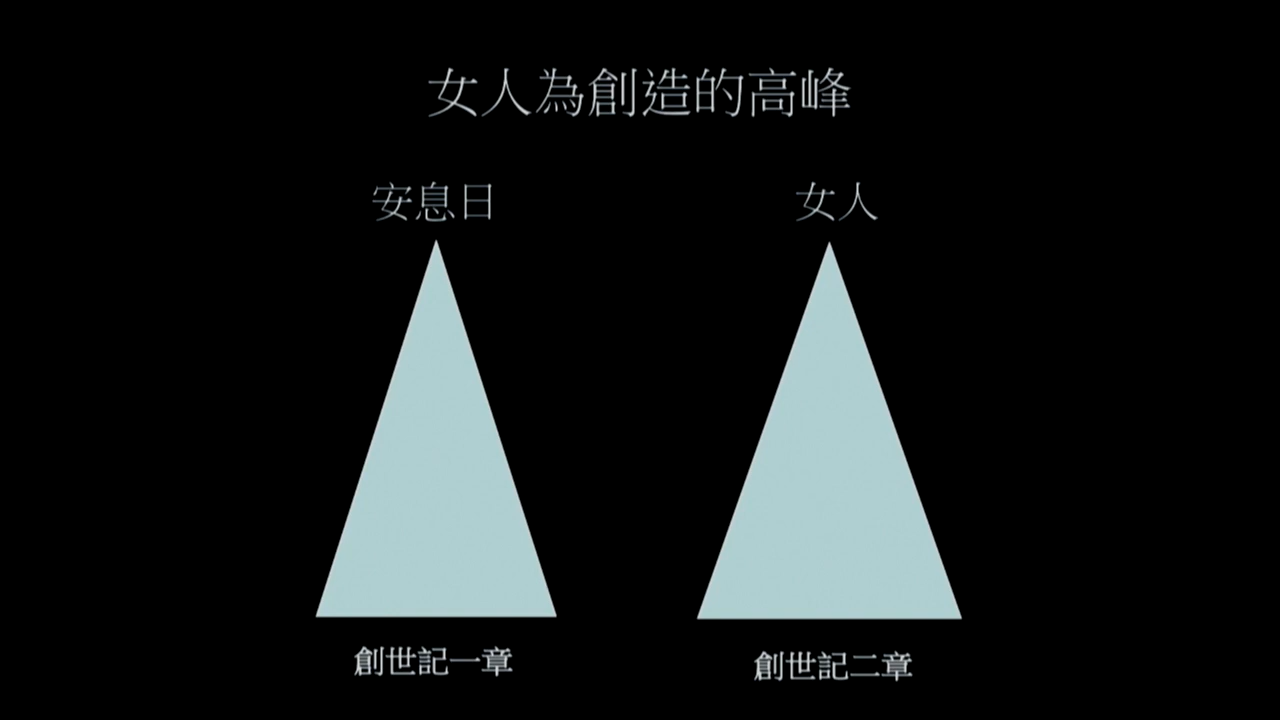 女人為創造的高峰
安息日
女人
創世記一章
創世記二章